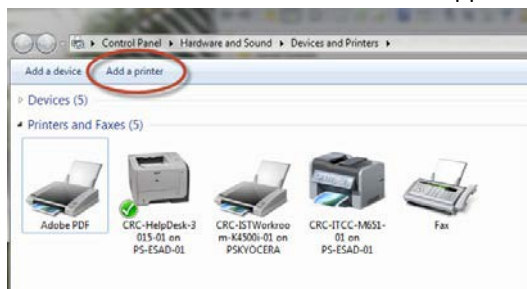 Control Panel ▸ Hardware and Sound ▸ Devices and Printers ▸
Add a device Add a printer
Devices (5)
Printers and Faxes (5)
Adobe PDF
CRC-HelpDesk-3
015-01 on
PS-ESAD-01
CRC-ISTWorkroo
m-K4500i-01 on
PSKYOCERA
CRC-ITCC-M651-
01 on
PS-ESAD-01
Fax